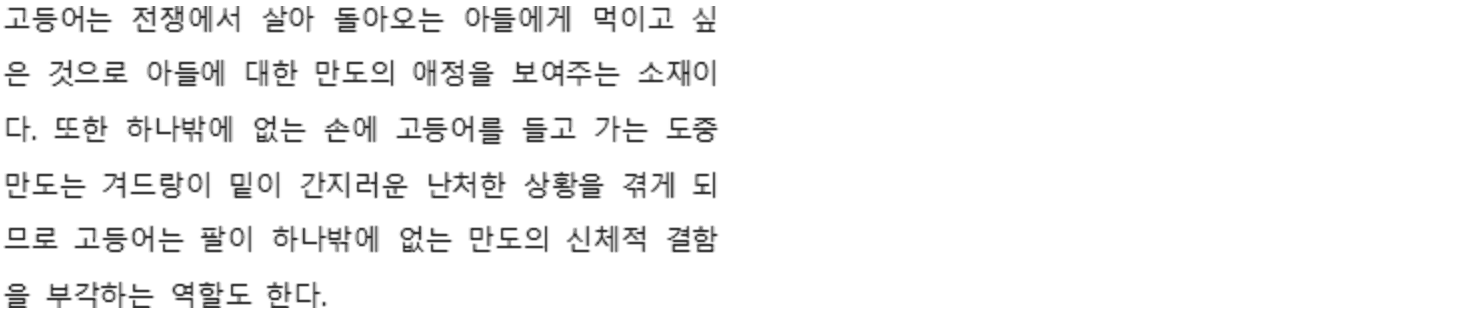 고등어는 전쟁에서 살아 돌아오는 아들에게 먹이고 싶
은 것으로 아들에 대한 만도의 애정을 보여주는 소재이
다. 또한 하나밖에 없는 손에 고등어를 들고 가는 도중
만도는 겨드랑이 밑이 간지러운 난처한 상황을 겪게 되
므로 고등어는 팔이 하나밖에 없는 만도의 신체적 결함
을 부각하는 역할도 한다.